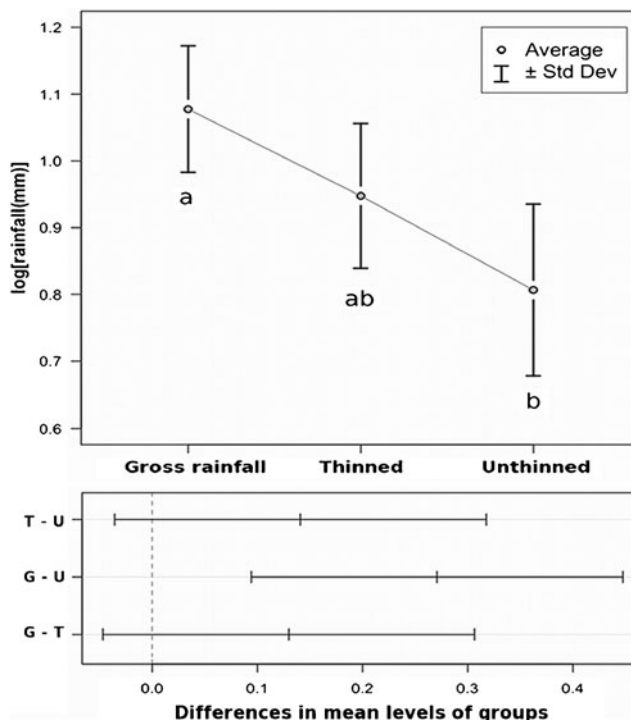 1.2
1.1
1.0
0.9
0.8
0.7
0.6
log[rainfall(mm)]
Average
± Std Dev
a
ab
b
Gross rainfall Thinned Unthinned
T - U
G - U
G - T
0.0 0.1 0.2 0.3 0.4
Differences in mean levels of groups